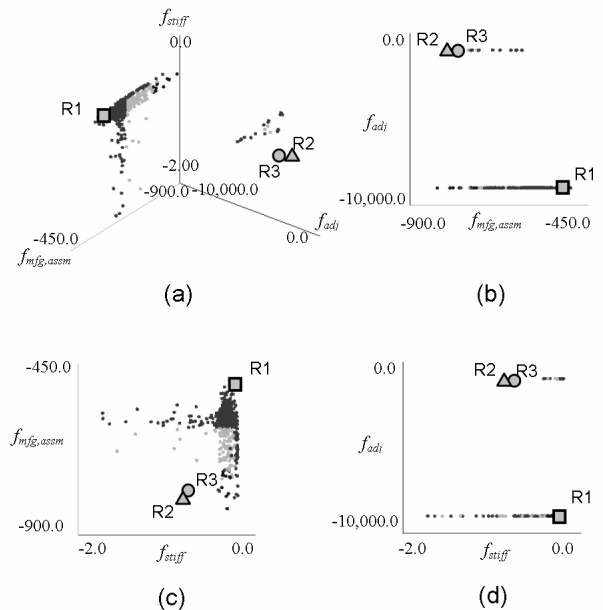 f_stiff
0.0
R1
R2
R3
-2.00
-900.0
-10,000.0
f_adj
0.0
-450.0
f_mfg,assm
(a)
0.0
R2 R3
f_adj
R1
-10,000.0
-900.0 f_mfg,assm -450.0
(b)
-450.0
R1
f_mfg,assm
R3
R2
-900.0
-2.0 f_stiff 0.0
(c)
0.0
R2 R3
f_adj
R1
-10,000.0
-2.0 f_stiff 0.0
(d)